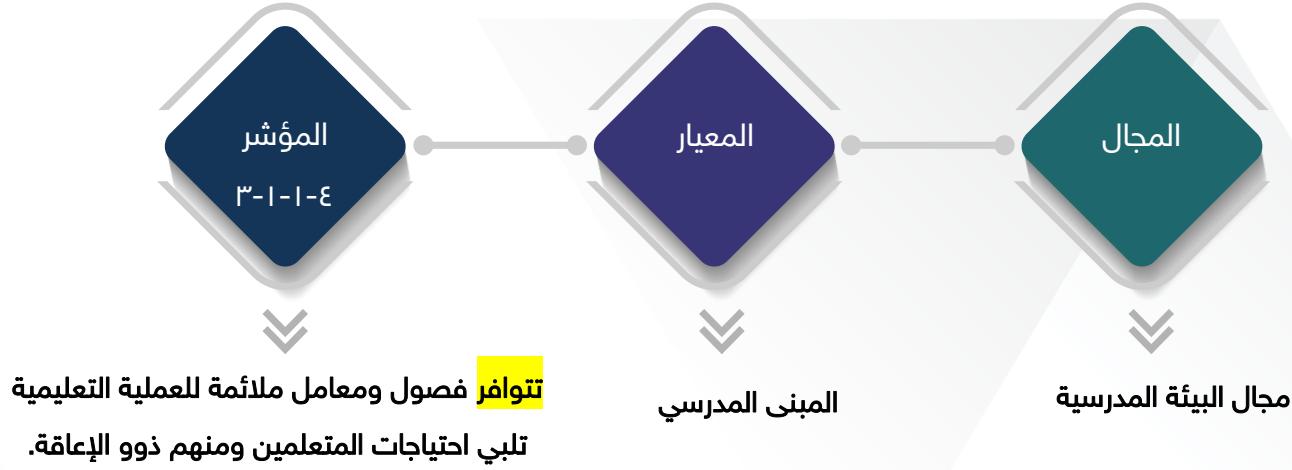 المجال
المعيار
المؤشر
٤-١-١-٣
مجال البيئة المدرسية
المبنى المدرسي
تتوافر فصول ومعامل ملائمة للعملية التعليمية
تلبي احتياجات المتعلمين ومنهم ذوو الإعاقة.